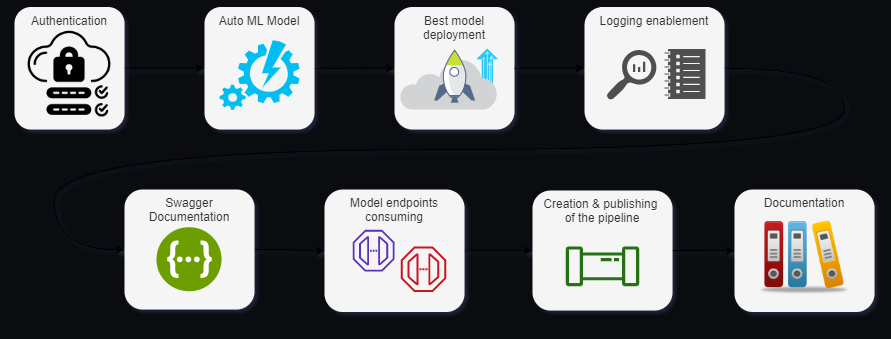 Authentication
Auto ML Model
Best model
deployment
Logging enablement
Swagger
Documentation
Model endpoints
consuming
Creation & publishing
of the pipeline
Documentation